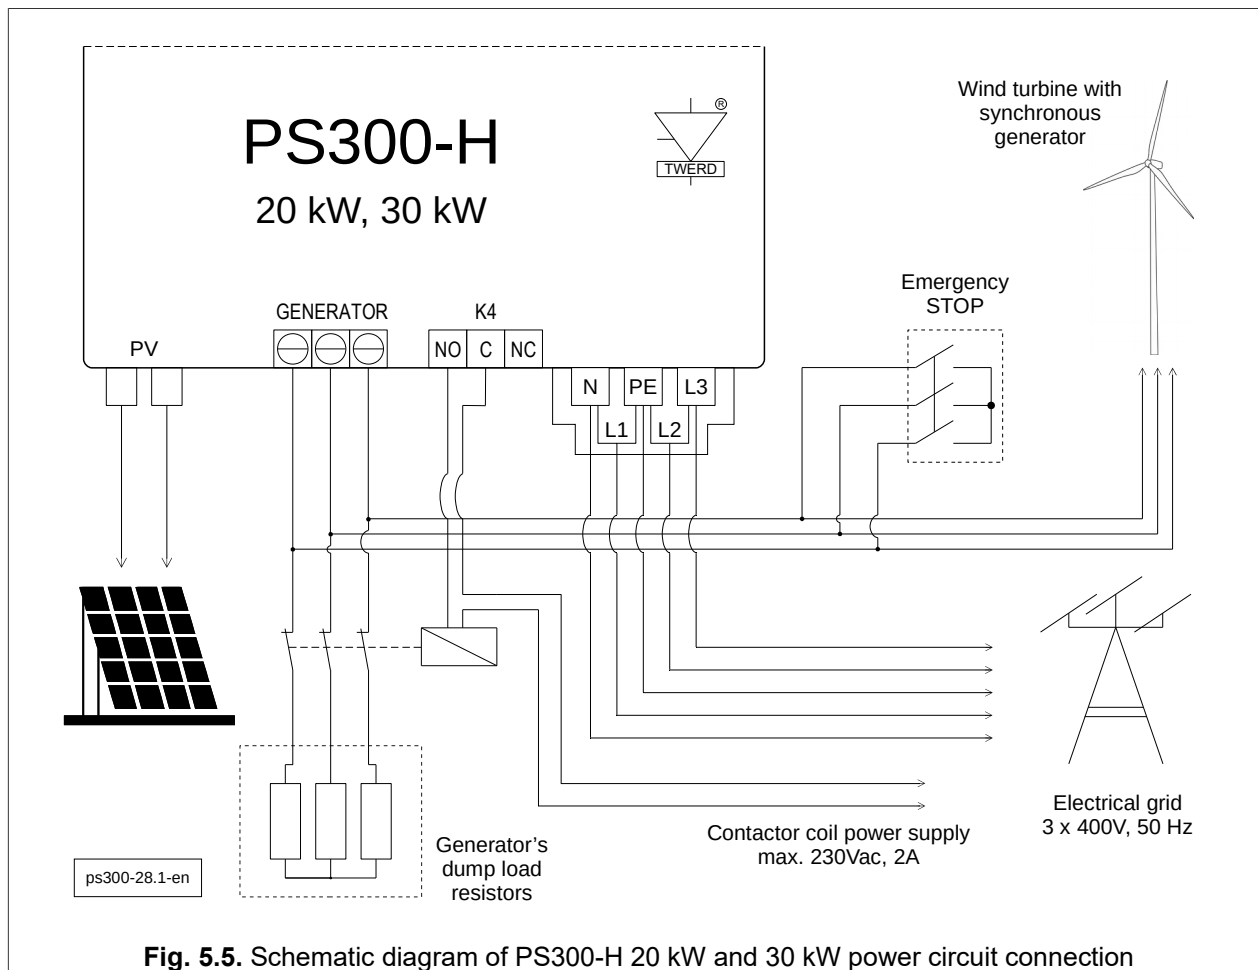 PS300-H
20 kW, 30 kW
®
TWERD
Wind turbine with
synchronous
generator
Emergency
STOP
GENERATOR
K4
PV
NO
C
NC
N
PE
L3
L1
L2
Electrical grid
3 x 400V, 50 Hz
Contactor coil power supply
max. 230Vac, 2A
Generator’s
dump load
resistors
ps300-28.1-en
Fig. 5.5. Schematic diagram of PS300-H 20 kW and 30 kW power circuit connection